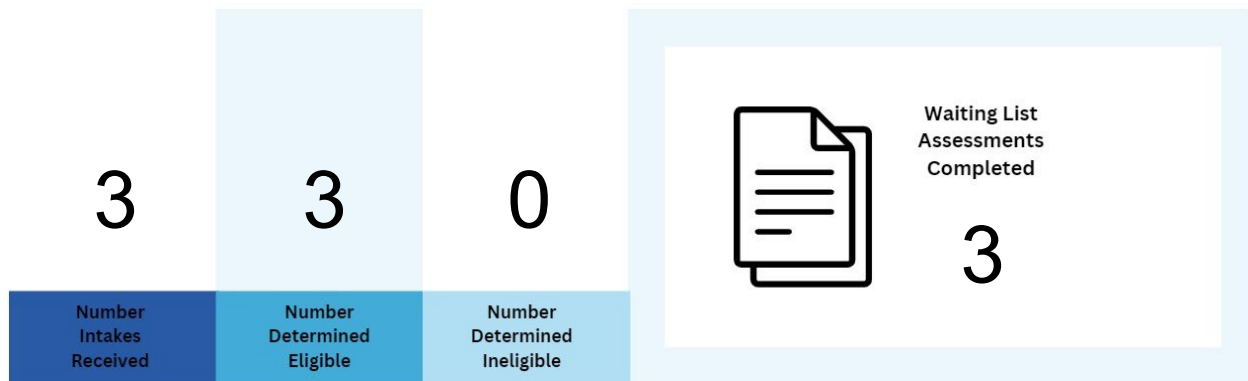 3
Number
Intakes
Received
3
Number
Determined
Eligible
0
Number
Determined
Ineligible
Waiting List
Assessments
Completed
3